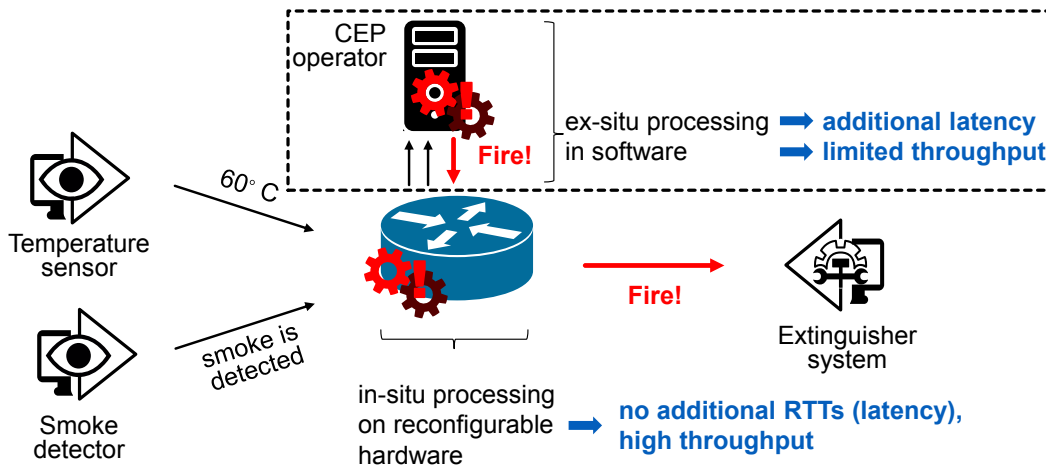 CEP
operator
Fire!
ex-situ processing
in software
additional latency
limited throughput
60° C
Temperature
sensor
Fire!
Extinguisher
system
smoke is
detected
Smoke
detector
in-situ processing
on reconfigurable
hardware
no additional RTTs (latency),
high throughput